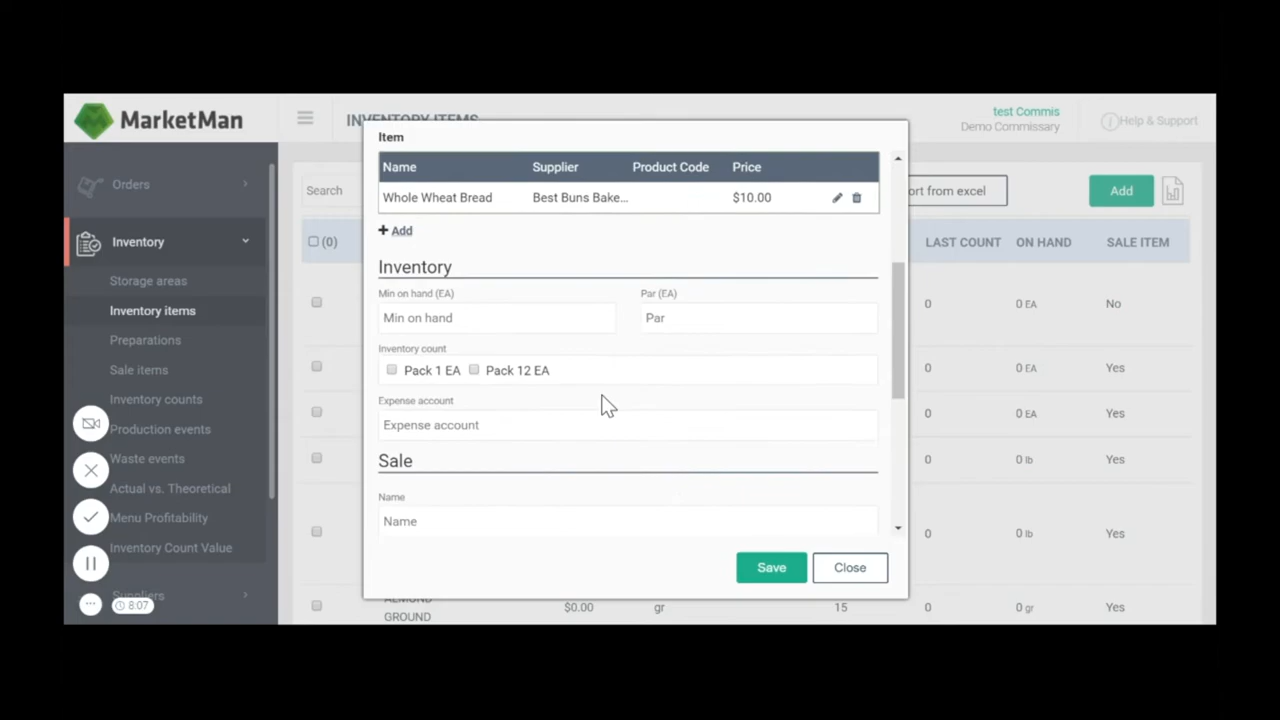 MarketMan
INVENTORY ITEMS
test Commis
Demo Commissary
Help & Support
Orders
Inventory
Storage areas
Inventory items
Preparations
Sale items
Inventory counts
Production events
Waste events
Actual vs. Theoretical
Menu Profitability
Inventory Count Value
Suppliers
8:07
Search
ort from excel
Add
(0)
LAST COUNT ON HAND SALE ITEM
0 0 EA No
0 0 EA Yes
0 0 EA Yes
0 0 lb Yes
0 0 lb Yes
$0.00 gr 15 0 0 gr Yes
GROUND
Item
Name Supplier Product Code Price
Whole Wheat Bread Best Buns Bake... $10.00
+ Add
Inventory
Min on hand (EA) Par (EA)
Min on hand Par
Inventory count
Pack 1 EA Pack 12 EA
Expense account
Expense account
Sale
Name
Name
Save Close